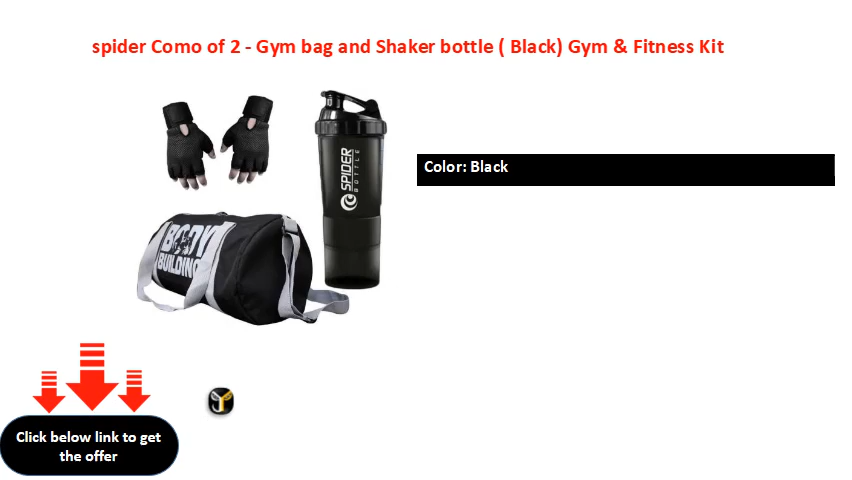 spider Como of 2 - Gym bag and Shaker bottle ( Black) Gym & Fitness Kit
SPIDER
BOTTLE
Color: Black
BODY
BUILDING
Click below link to get
the offer